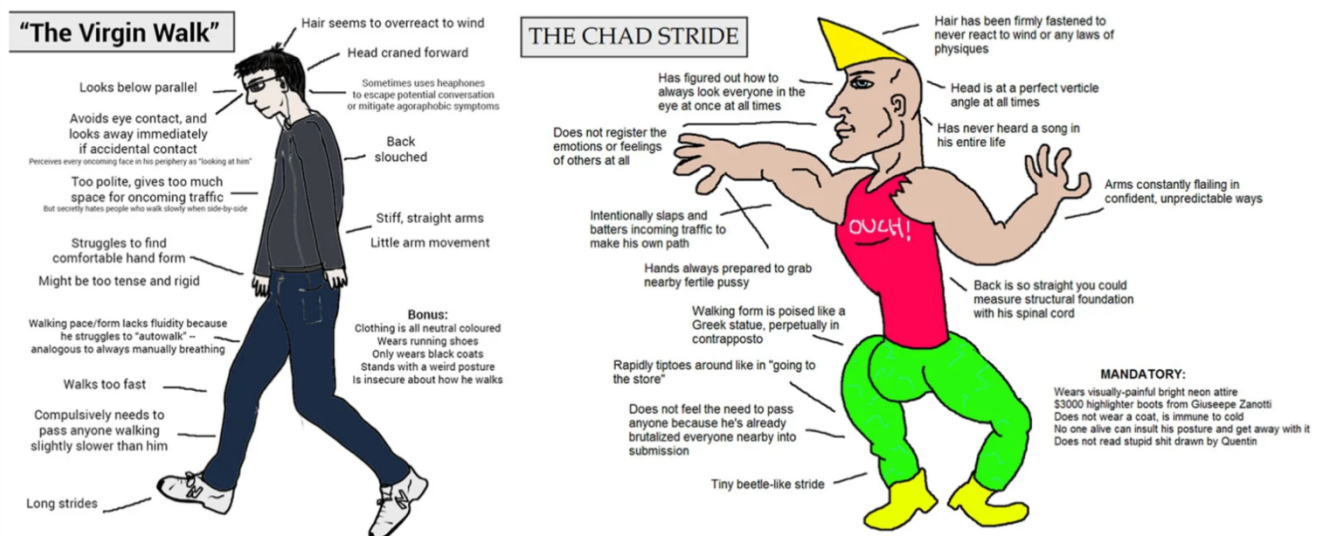 “The Virgin Walk”
Hair seems to overreact to wind
Head craned forward
Looks below parallel
Sometimes uses heaphones
to escape potential conversation
or mitigate agoraphobic symptoms
Avoids eye contact, and
looks away immediately
if accidental contact
Perceives every oncoming face in his periphery as "looking at him"
Back
slouched
Too polite, gives too much
space for oncoming traffic
But secretly hates people who walk slowly when side-by-side
Stiff, straight arms
Little arm movement
Struggles to find
comfortable hand form
Might be too tense and rigid
Walking pace/form lacks fluidity because
he struggles to "autowalk" --
analogous to always manually breathing
Bonus:
Clothing is all neutral coloured
Wears running shoes
Only wears black coats
Stands with a weird posture
Is insecure about how he walks
Walks too fast
Compulsively needs to
pass anyone walking
slightly slower than him
Long strides
THE CHAD STRIDE
Hair has been firmly fastened to
never react to wind or any laws of
physiques
Has figured out how to
always look everyone in the
eye at once at all times
Head is at a perfect verticle
angle at all times
Does not register the
emotions or feelings
of others at all
Has never heard a song in
his entire life
Arms constantly flailing in
confident, unpredictable ways
Intentionally slaps and
batters incoming traffic to
make his own path
OUCH!
Hands always prepared to grab
nearby fertile pussy
Back is so straight you could
measure structural foundation
with his spinal cord
Walking form is poised like a
Greek statue, perpetually in
contrapposto
Rapidly tiptoes around like in "going to
the store"
MANDATORY:
Wears visually-painful bright neon attire
$3000 highlighter boots from Giuseepe Zanotti
Does not wear a coat, is immune to cold
No one alive can insult his posture and get away with it
Does not read stupid shit drawn by Quentin
Does not feel the need to pass
anyone because he's already
brutalized everyone nearby into
submission
Tiny beetle-like stride